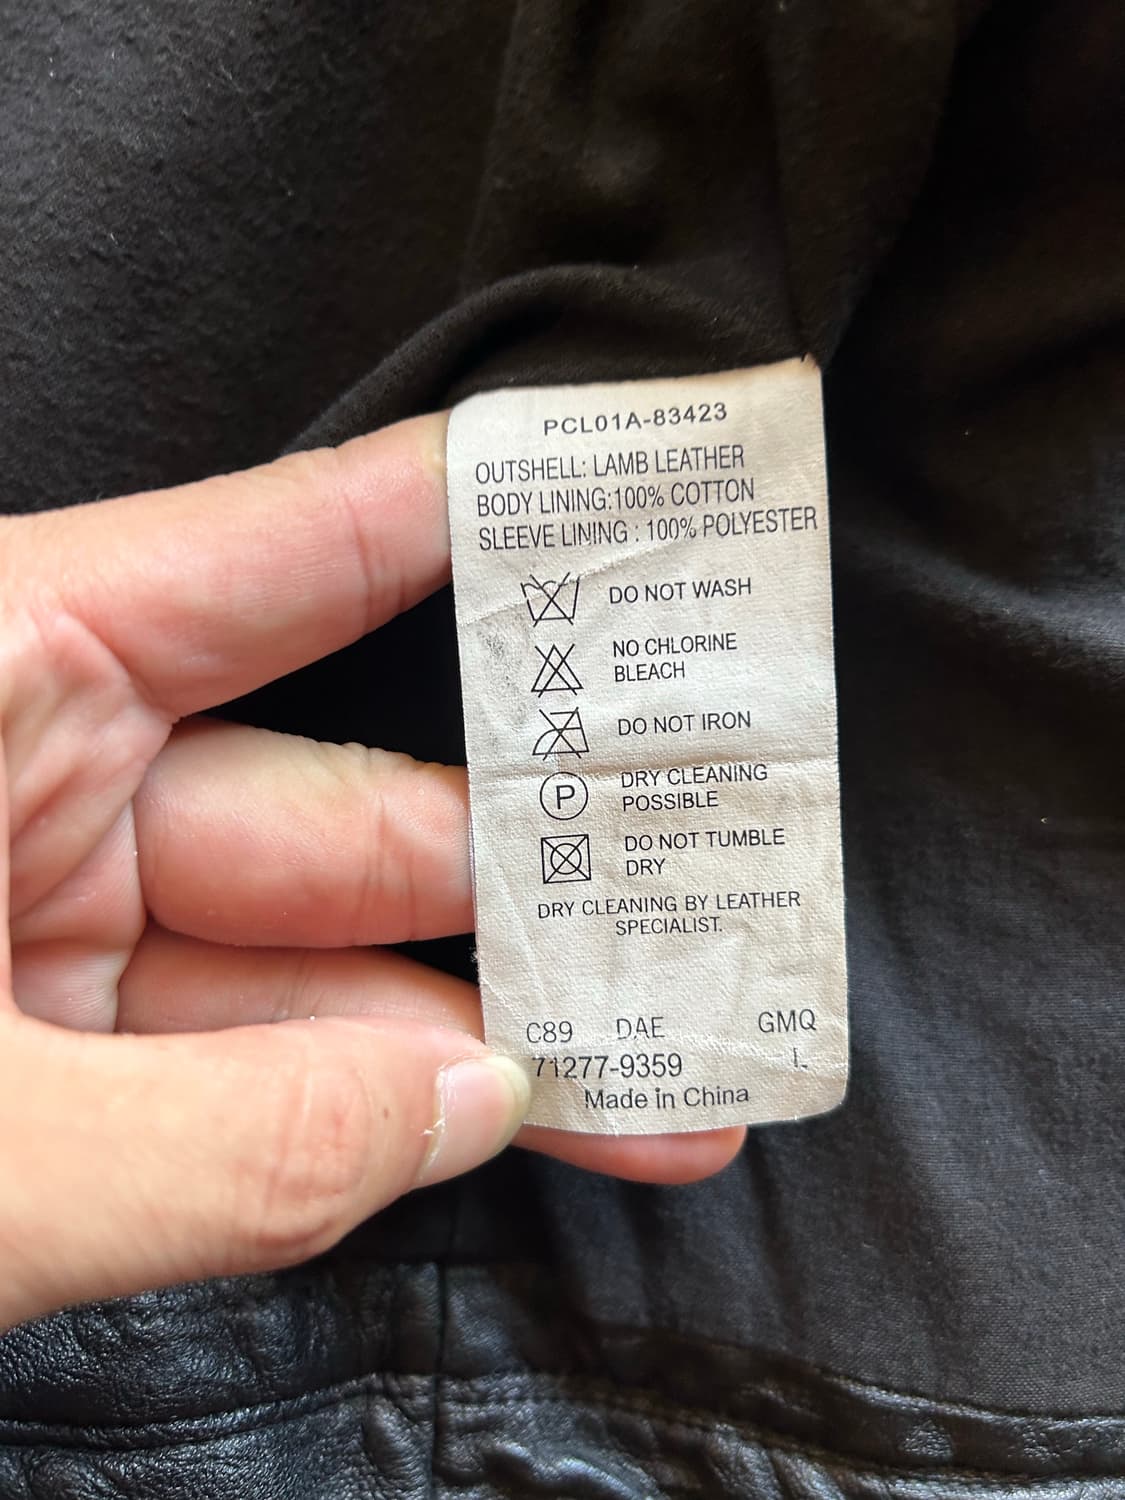 PCL01A-83423
OUTSHELL: LAMB LEATHER
BODY LINING:100% COTTON
SLEEVE LINING : 100% POLYESTER
DO NOT WASH
NO CHLORINE
BLEACH
DO NOT IRON
P
DRY CLEANING
POSSIBLE
DO NOT TUMBLE
DRY
DRY CLEANING BY LEATHER
SPECIALIST.
C89 DAE GMQ
71277-9359 L
Made in China